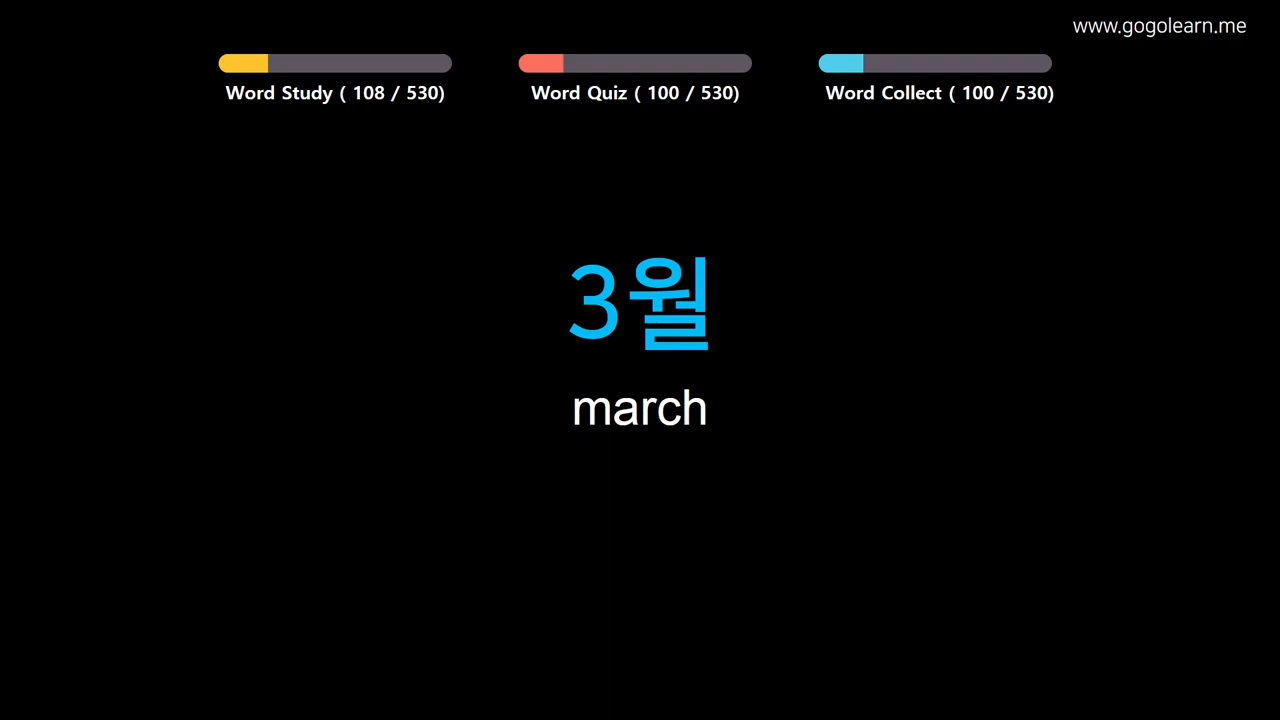 www.gogolearn.me
Word Study ( 108 / 530)
Word Quiz ( 100 / 530)
Word Collect ( 100 / 530)
3월
march